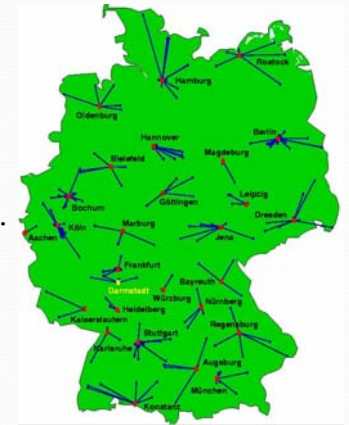 Rostock
Hamburg
Oldenburg
Hannover
Berlin
Bielefeld
Magdeburg
Bochum
Göttingen
Leipzig
Dresden
Köln
Aachen
Marburg
Jena
Frankfurt
Darmstadt
Bayreuth
Würzburg
Heidelberg
Nürnberg
Kaiserslautern
Regensburg
Karlsruhe
Stuttgart
Augsburg
München
Konstanz